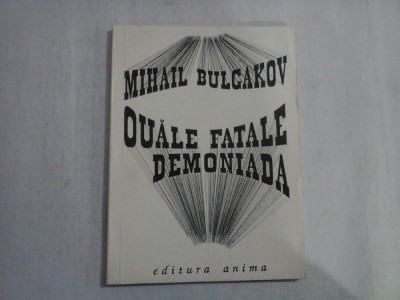 MIHAIL BULGAKOV
OUĂLE FATALE
DEMONIADA
editura anima